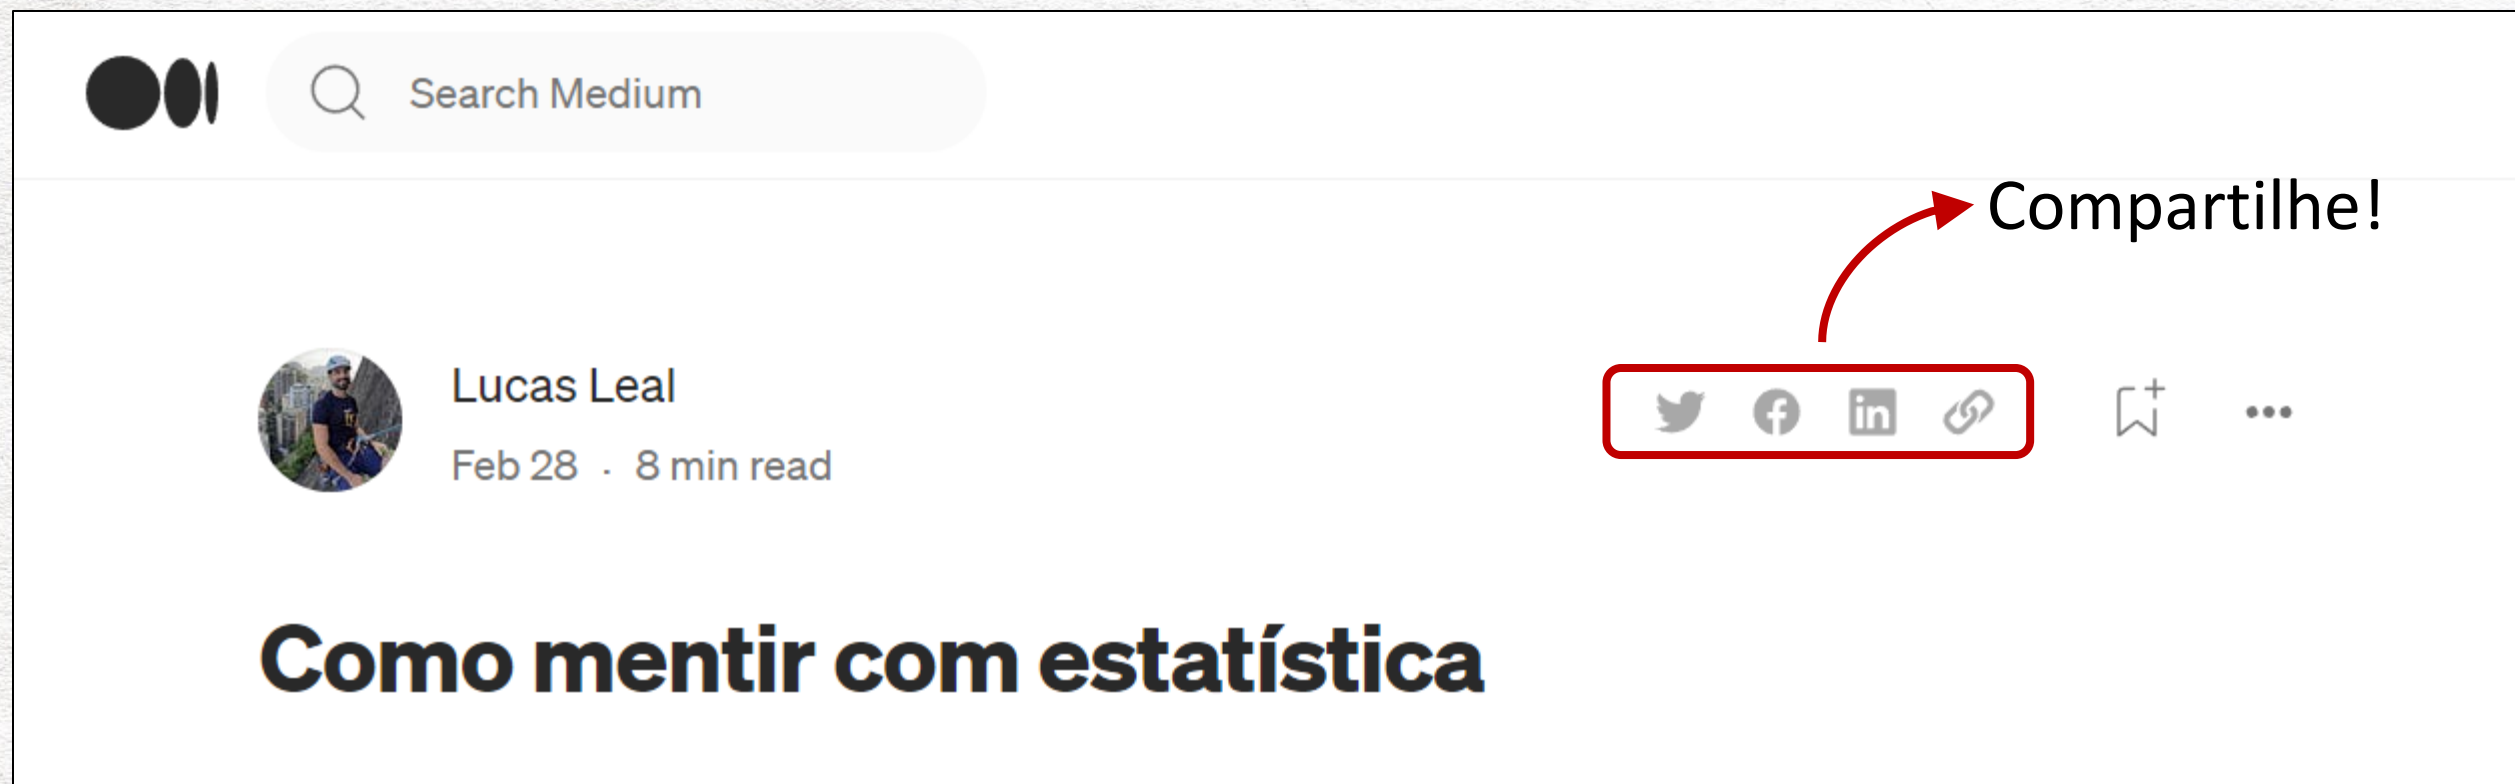 Search Medium
Compartilhe!
Lucas Leal
Feb 28 · 8 min read
Como mentir com estatística